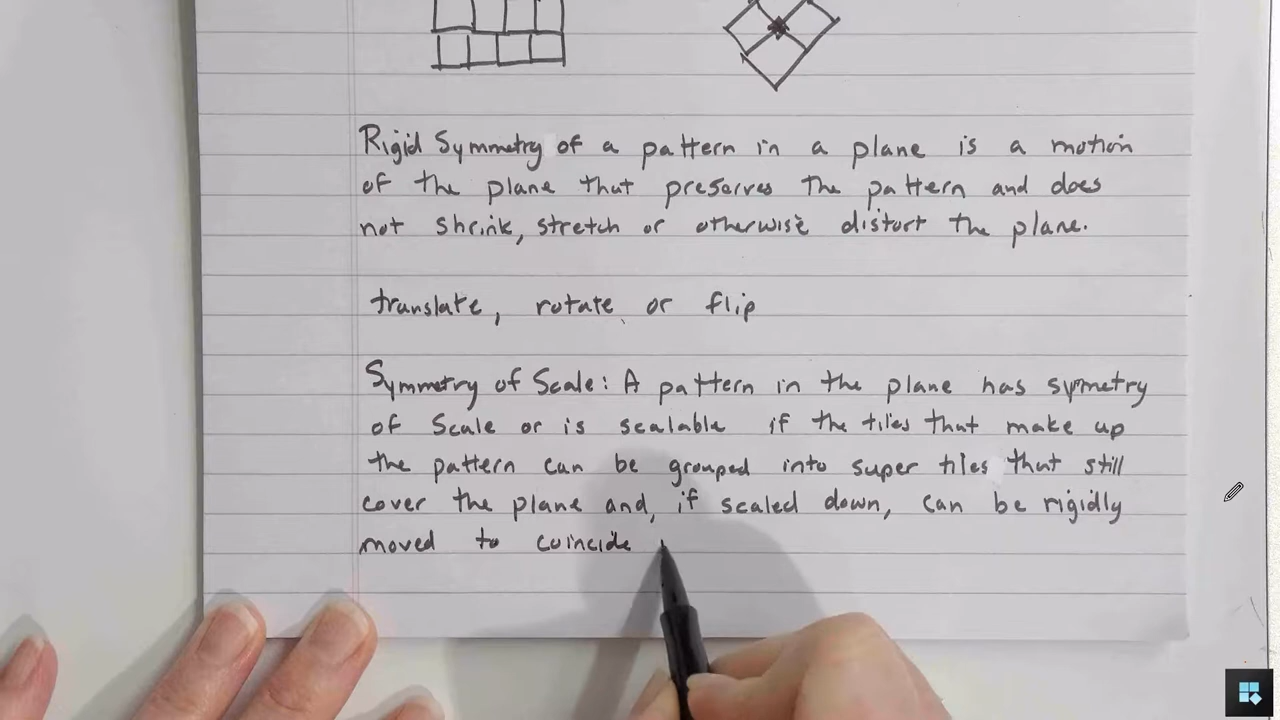 Rigid Symmetry of a pattern in a plane is a motion
of the plane that preserves the pattern and does
not shrink, stretch or otherwise distort the plane.
translate, rotate or flip
Symmetry of Scale: A pattern in the plane has symmetry
of Scale or is scalable if the tiles that make up
the pattern can be grouped into super tiles that still
cover the plane and, if scaled down, can be rigidly
moved to coincide